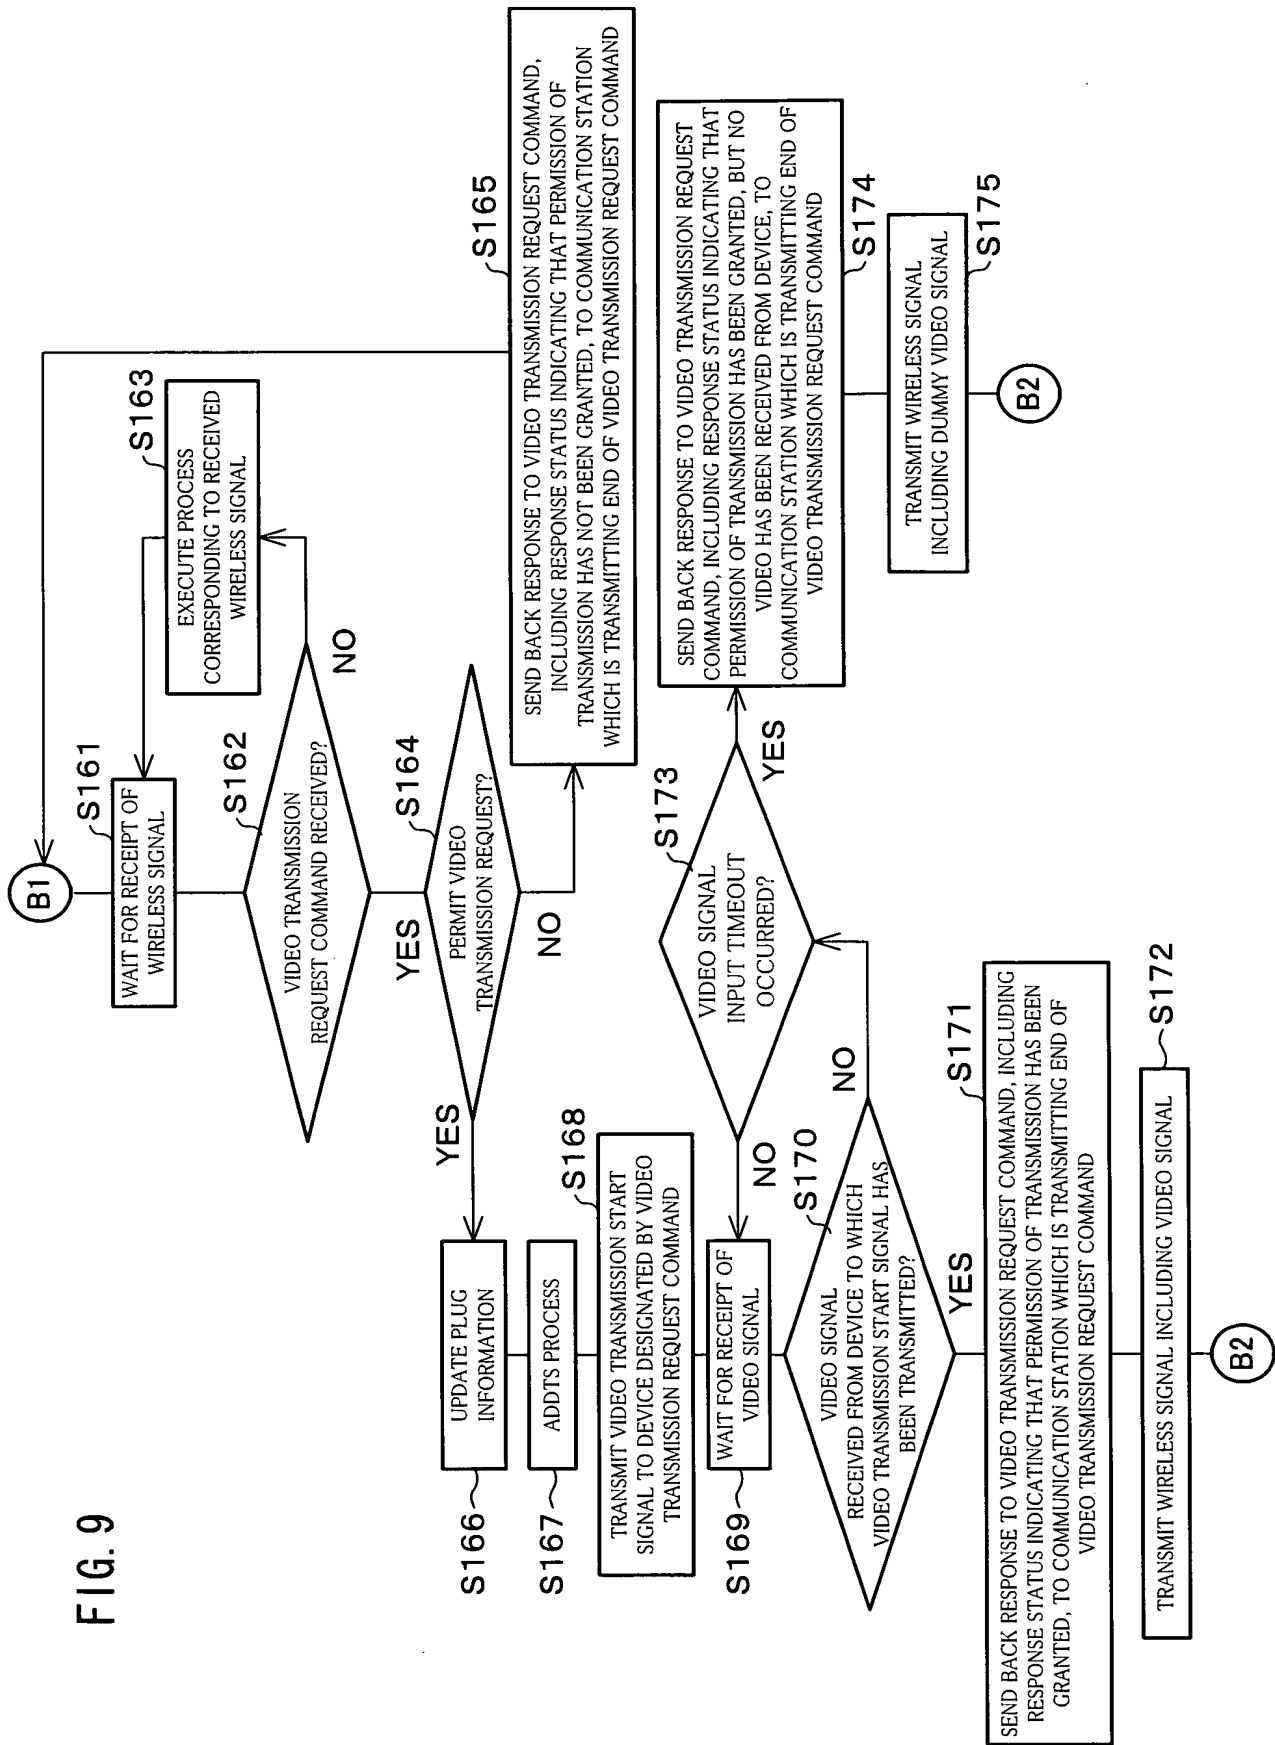 FIG. 9
B1
S161
WAIT FOR RECEIPT OF
WIRELESS SIGNAL
S162
VIDEO TRANSMISSION
REQUEST COMMAND RECEIVED?
NO
S163
EXECUTE PROCESS
CORRESPONDING TO RECEIVED
WIRELESS SIGNAL
YES
S164
PERMIT VIDEO
TRANSMISSION REQUEST?
NO
S165
SEND BACK RESPONSE TO VIDEO TRANSMISSION REQUEST COMMAND,
INCLUDING RESPONSE STATUS INDICATING THAT PERMISSION OF
TRANSMISSION HAS NOT BEEN GRANTED, TO COMMUNICATION STATION
WHICH IS TRANSMITTING END OF VIDEO TRANSMISSION REQUEST COMMAND
YES
S166
UPDATE PLUG
INFORMATION
S167
ADDTS PROCESS
S168
TRANSMIT VIDEO TRANSMISSION START
SIGNAL TO DEVICE DESIGNATED BY VIDEO
TRANSMISSION REQUEST COMMAND
S169
WAIT FOR RECEIPT OF
VIDEO SIGNAL
S170
VIDEO SIGNAL
RECEIVED FROM DEVICE TO WHICH
VIDEO TRANSMISSION START SIGNAL HAS
BEEN TRANSMITTED?
NO
S173
VIDEO SIGNAL
INPUT TIMEOUT
OCCURRED?
NO
YES
SEND BACK RESPONSE TO VIDEO TRANSMISSION REQUEST
COMMAND, INCLUDING RESPONSE STATUS INDICATING THAT
PERMISSION OF TRANSMISSION HAS BEEN GRANTED, BUT NO
VIDEO HAS BEEN RECEIVED FROM DEVICE, TO
COMMUNICATION STATION WHICH IS TRANSMITTING END OF
VIDEO TRANSMISSION REQUEST COMMAND
S174
TRANSMIT WIRELESS SIGNAL
INCLUDING DUMMY VIDEO SIGNAL
S175
B2
YES
S171
SEND BACK RESPONSE TO VIDEO TRANSMISSION REQUEST COMMAND, INCLUDING
RESPONSE STATUS INDICATING THAT PERMISSION OF TRANSMISSION HAS BEEN
GRANTED, TO COMMUNICATION STATION WHICH IS TRANSMITTING END OF
VIDEO TRANSMISSION REQUEST COMMAND
S172
TRANSMIT WIRELESS SIGNAL INCLUDING VIDEO SIGNAL
B2